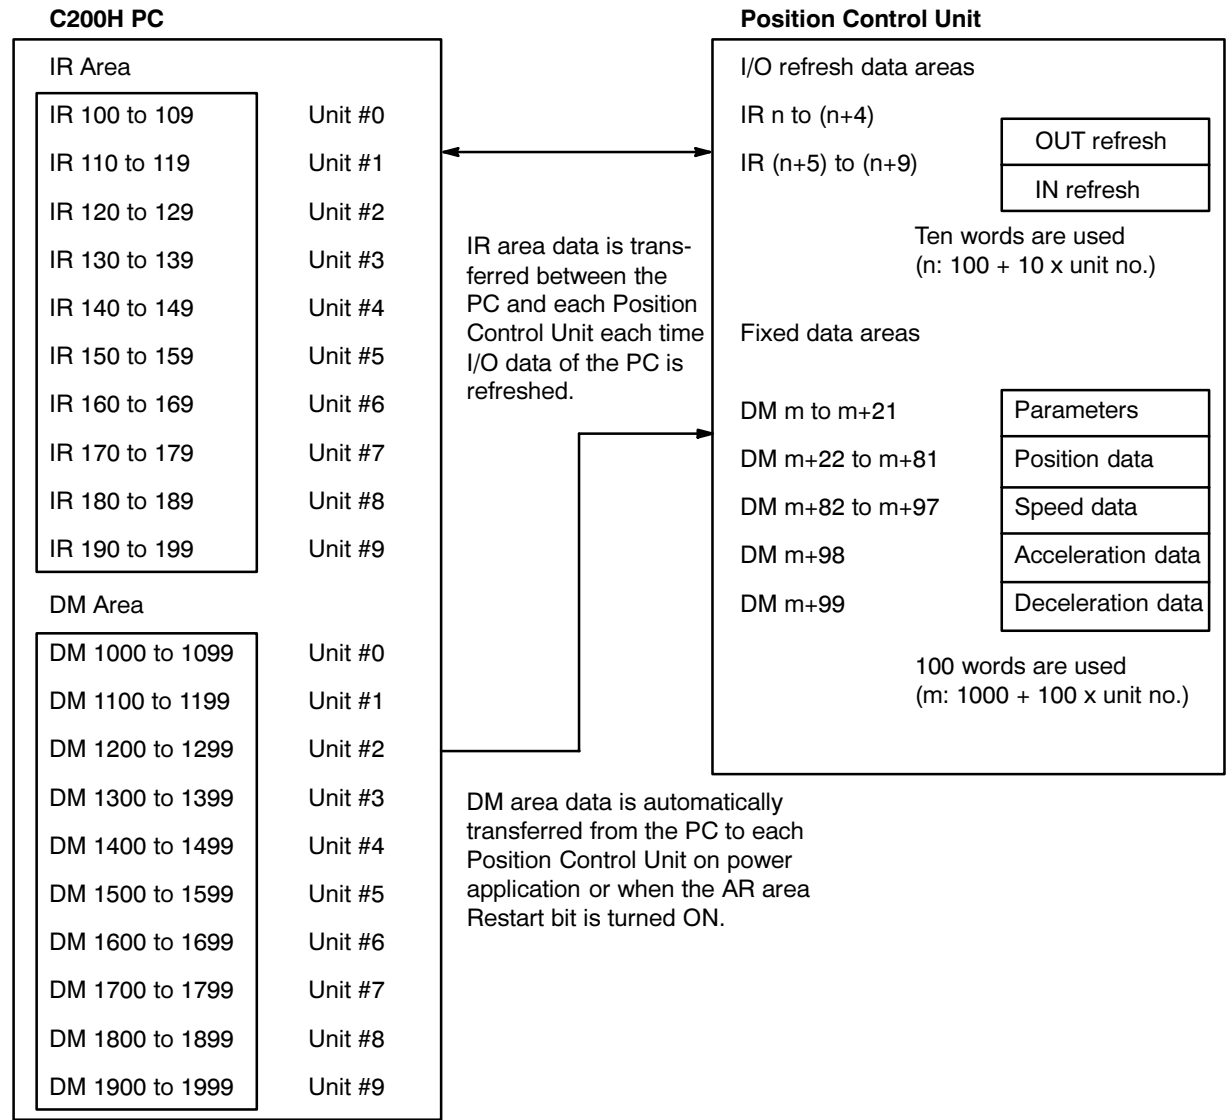 C200H PC
IR Area
IR 100 to 109 Unit #0
IR 110 to 119 Unit #1
IR 120 to 129 Unit #2
IR 130 to 139 Unit #3
IR 140 to 149 Unit #4
IR 150 to 159 Unit #5
IR 160 to 169 Unit #6
IR 170 to 179 Unit #7
IR 180 to 189 Unit #8
IR 190 to 199 Unit #9
DM Area
DM 1000 to 1099 Unit #0
DM 1100 to 1199 Unit #1
DM 1200 to 1299 Unit #2
DM 1300 to 1399 Unit #3
DM 1400 to 1499 Unit #4
DM 1500 to 1599 Unit #5
DM 1600 to 1699 Unit #6
DM 1700 to 1799 Unit #7
DM 1800 to 1899 Unit #8
DM 1900 to 1999 Unit #9
IR area data is trans-
ferred between the
PC and each Position
Control Unit each time
I/O data of the PC is
refreshed.
DM area data is automatically
transferred from the PC to each
Position Control Unit on power
application or when the AR area
Restart bit is turned ON.
Position Control Unit
I/O refresh data areas
IR n to (n+4)
OUT refresh
IR (n+5) to (n+9)
IN refresh
Ten words are used
(n: 100 + 10 x unit no.)
Fixed data areas
DM m to m+21 Parameters
DM m+22 to m+81 Position data
DM m+82 to m+97 Speed data
DM m+98 Acceleration data
DM m+99 Deceleration data
100 words are used
(m: 1000 + 100 x unit no.)